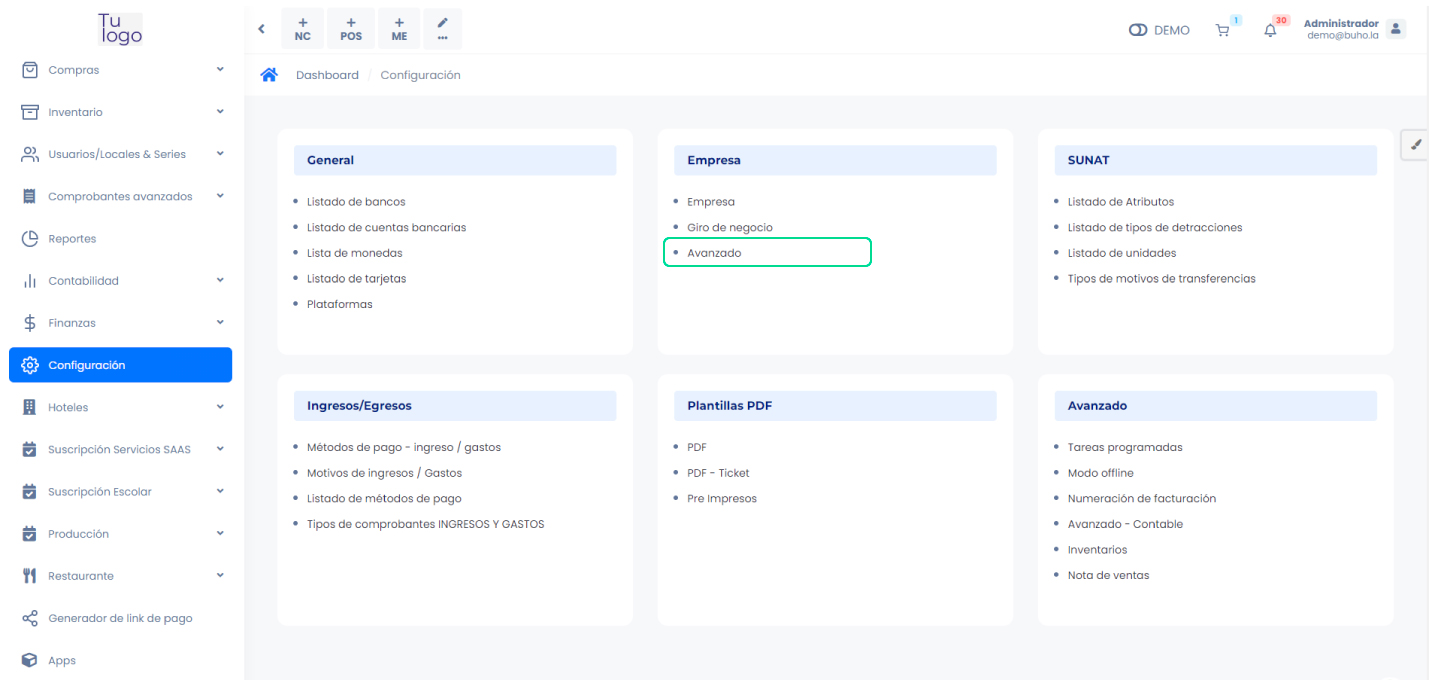 Tu
logo
Compras
Inventario
Usuarios/Locales & Series
Comprobantes avanzados
Reportes
Contabilidad
Finanzas
Configuración
Hoteles
Suscripción Servicios SAAS
Suscripción Escolar
Producción
Restaurante
Generador de link de pago
Apps
+ NC
+ POS
+ ME
...
DEMO
1
30
Administrador
demo@buho.la
Dashboard / Configuración
General
Listado de bancos
Listado de cuentas bancarias
Lista de monedas
Listado de tarjetas
Plataformas
Empresa
Empresa
Giro de negocio
Avanzado
SUNAT
Listado de Atributos
Listado de tipos de detracciones
Listado de unidades
Tipos de motivos de transferencias
Ingresos/Egresos
Métodos de pago - ingreso / gastos
Motivos de ingresos / Gastos
Listado de métodos de pago
Tipos de comprobantes INGRESOS Y GASTOS
Plantillas PDF
PDF
PDF - Ticket
Pre Impresos
Avanzado
Tareas programadas
Modo offline
Numeración de facturación
Avanzado - Contable
Inventarios
Nota de ventas